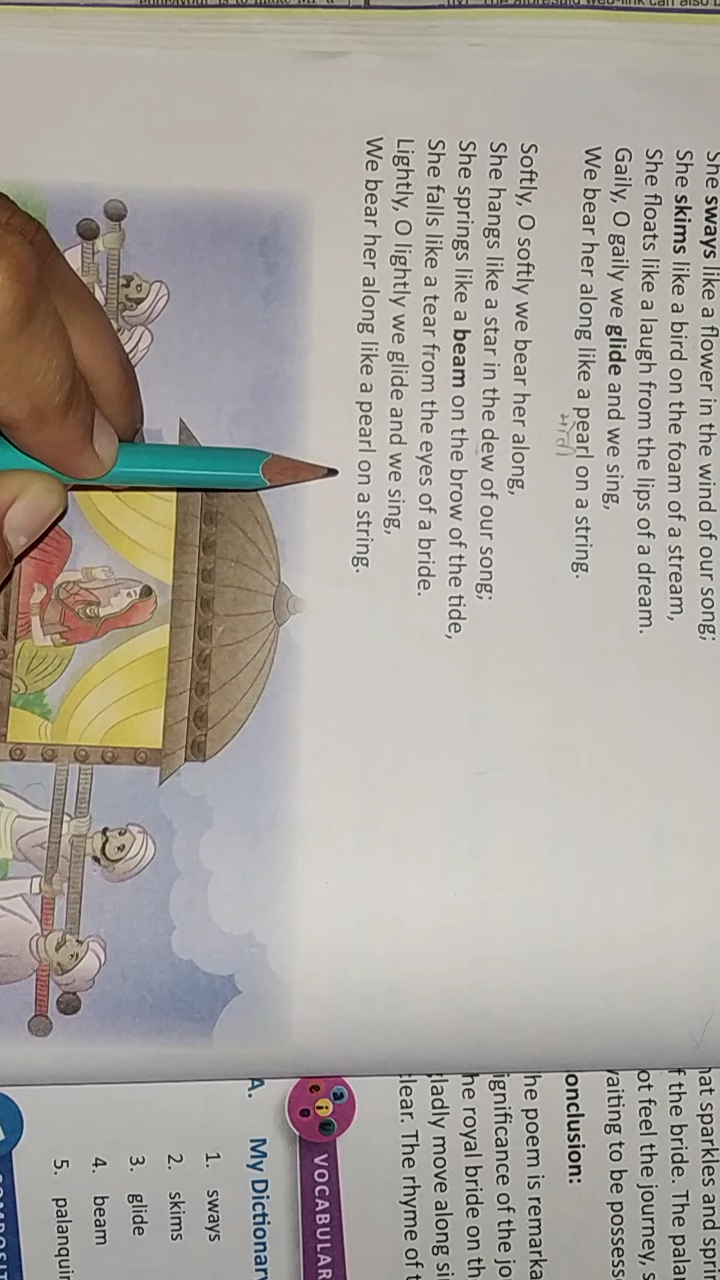 She sways like a flower in the wind of our song;
She skims like a bird on the foam of a stream,
She floats like a laugh from the lips of a dream.
Gaily, O gaily we glide and we sing,
We bear her along like a pearl on a string.
मोती
Softly, O softly we bear her along,
She hangs like a star in the dew of our song;
She springs like a beam on the brow of the tide,
She falls like a tear from the eyes of a bride.
Lightly, O lightly we glide and we sing,
We bear her along like a pearl on a string.
hat sparkles and spri
f the bride. The pala
ot feel the journey, s
vaiting to be possess
onclusion:
he poem is remarka
ignificance of the jo
he royal bride on th
ladly move along si
lear. The rhyme of t
VOCABULAR
A. My Dictionar
1. sways
2. skims
3. glide
4. beam
5. palanquin